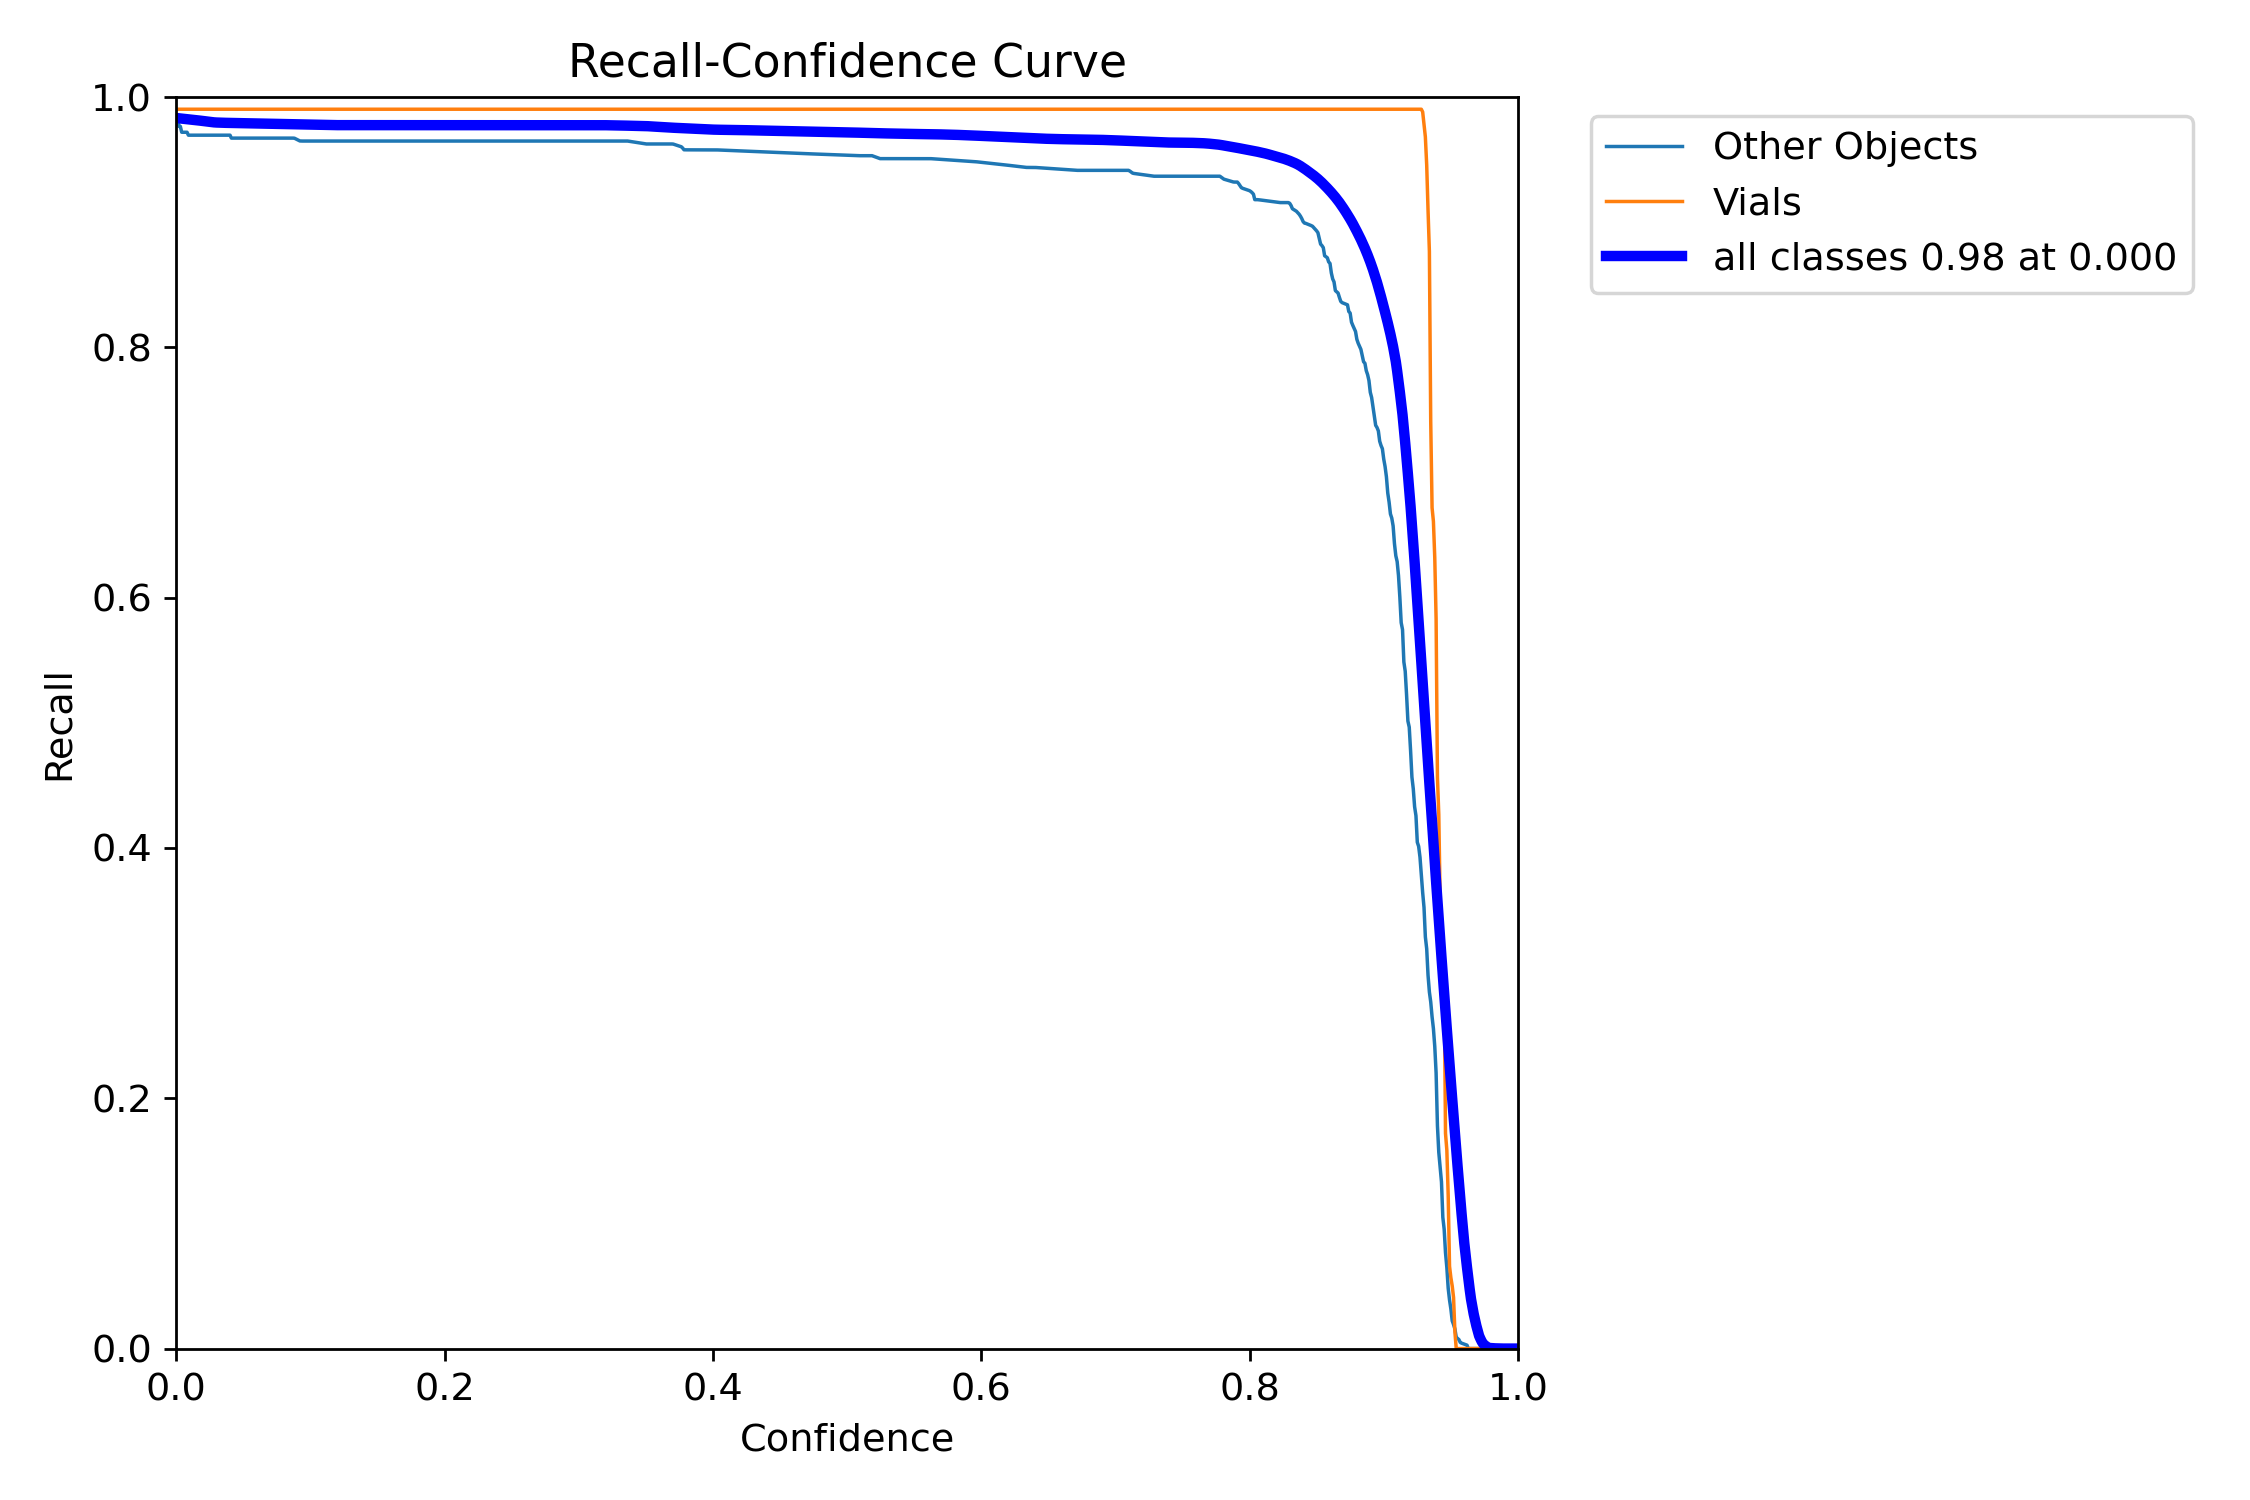 Recall-Confidence Curve
1.0
0.8
0.6
0.4
0.2
0.0
Recall
0.0 0.2 0.4 0.6 0.8 1.0
Confidence
Other Objects
Vials
all classes 0.98 at 0.000